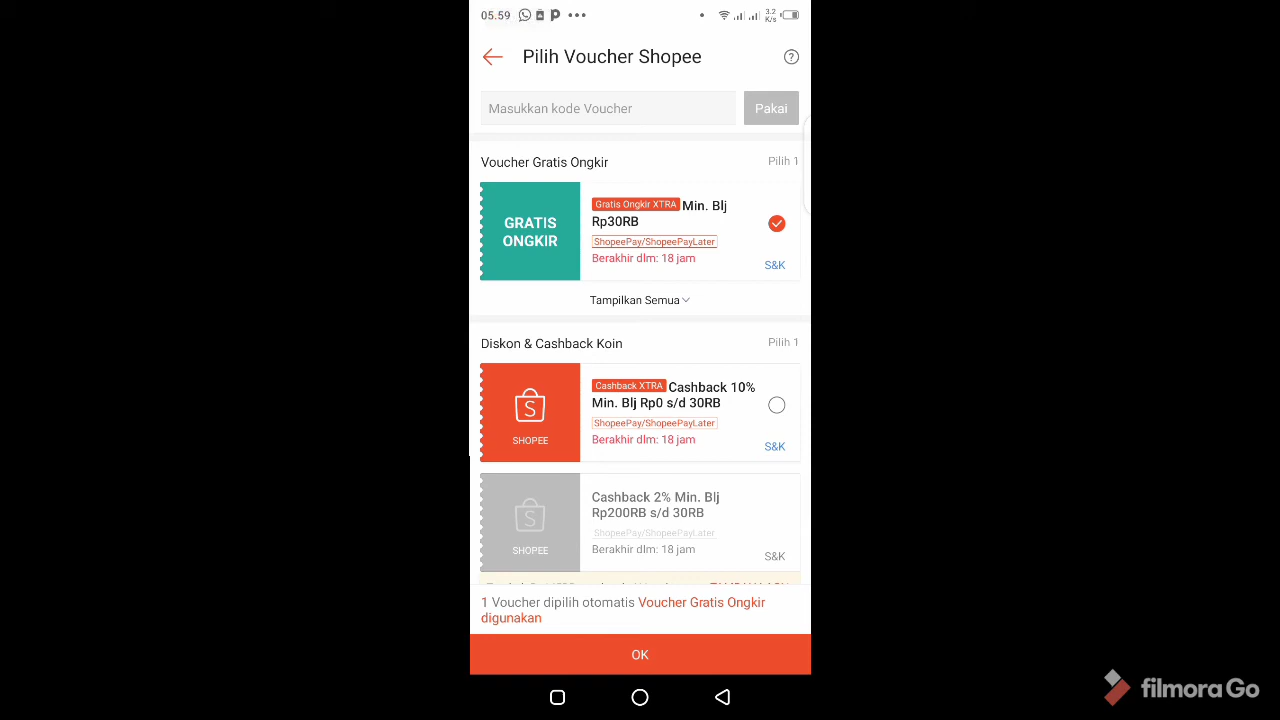 05.59
3.2
K/s
Pilih Voucher Shopee
Masukkan kode Voucher
Pakai
Voucher Gratis Ongkir
Pilih 1
GRATIS
ONGKIR
Gratis Ongkir XTRA Min. Blj
Rp30RB
ShopeePay/ShopeePayLater
Berakhir dlm: 18 jam
S&K
Tampilkan Semua
Diskon & Cashback Koin
Pilih 1
SHOPEE
Cashback XTRA Cashback 10%
Min. Blj Rp0 s/d 30RB
ShopeePay/ShopeePayLater
Berakhir dlm: 18 jam
S&K
SHOPEE
Cashback 2% Min. Blj
Rp200RB s/d 30RB
ShopeePay/ShopeePayLater
Berakhir dlm: 18 jam
S&K
1 Voucher dipilih otomatis Voucher Gratis Ongkir
digunakan
OK
filmora Go